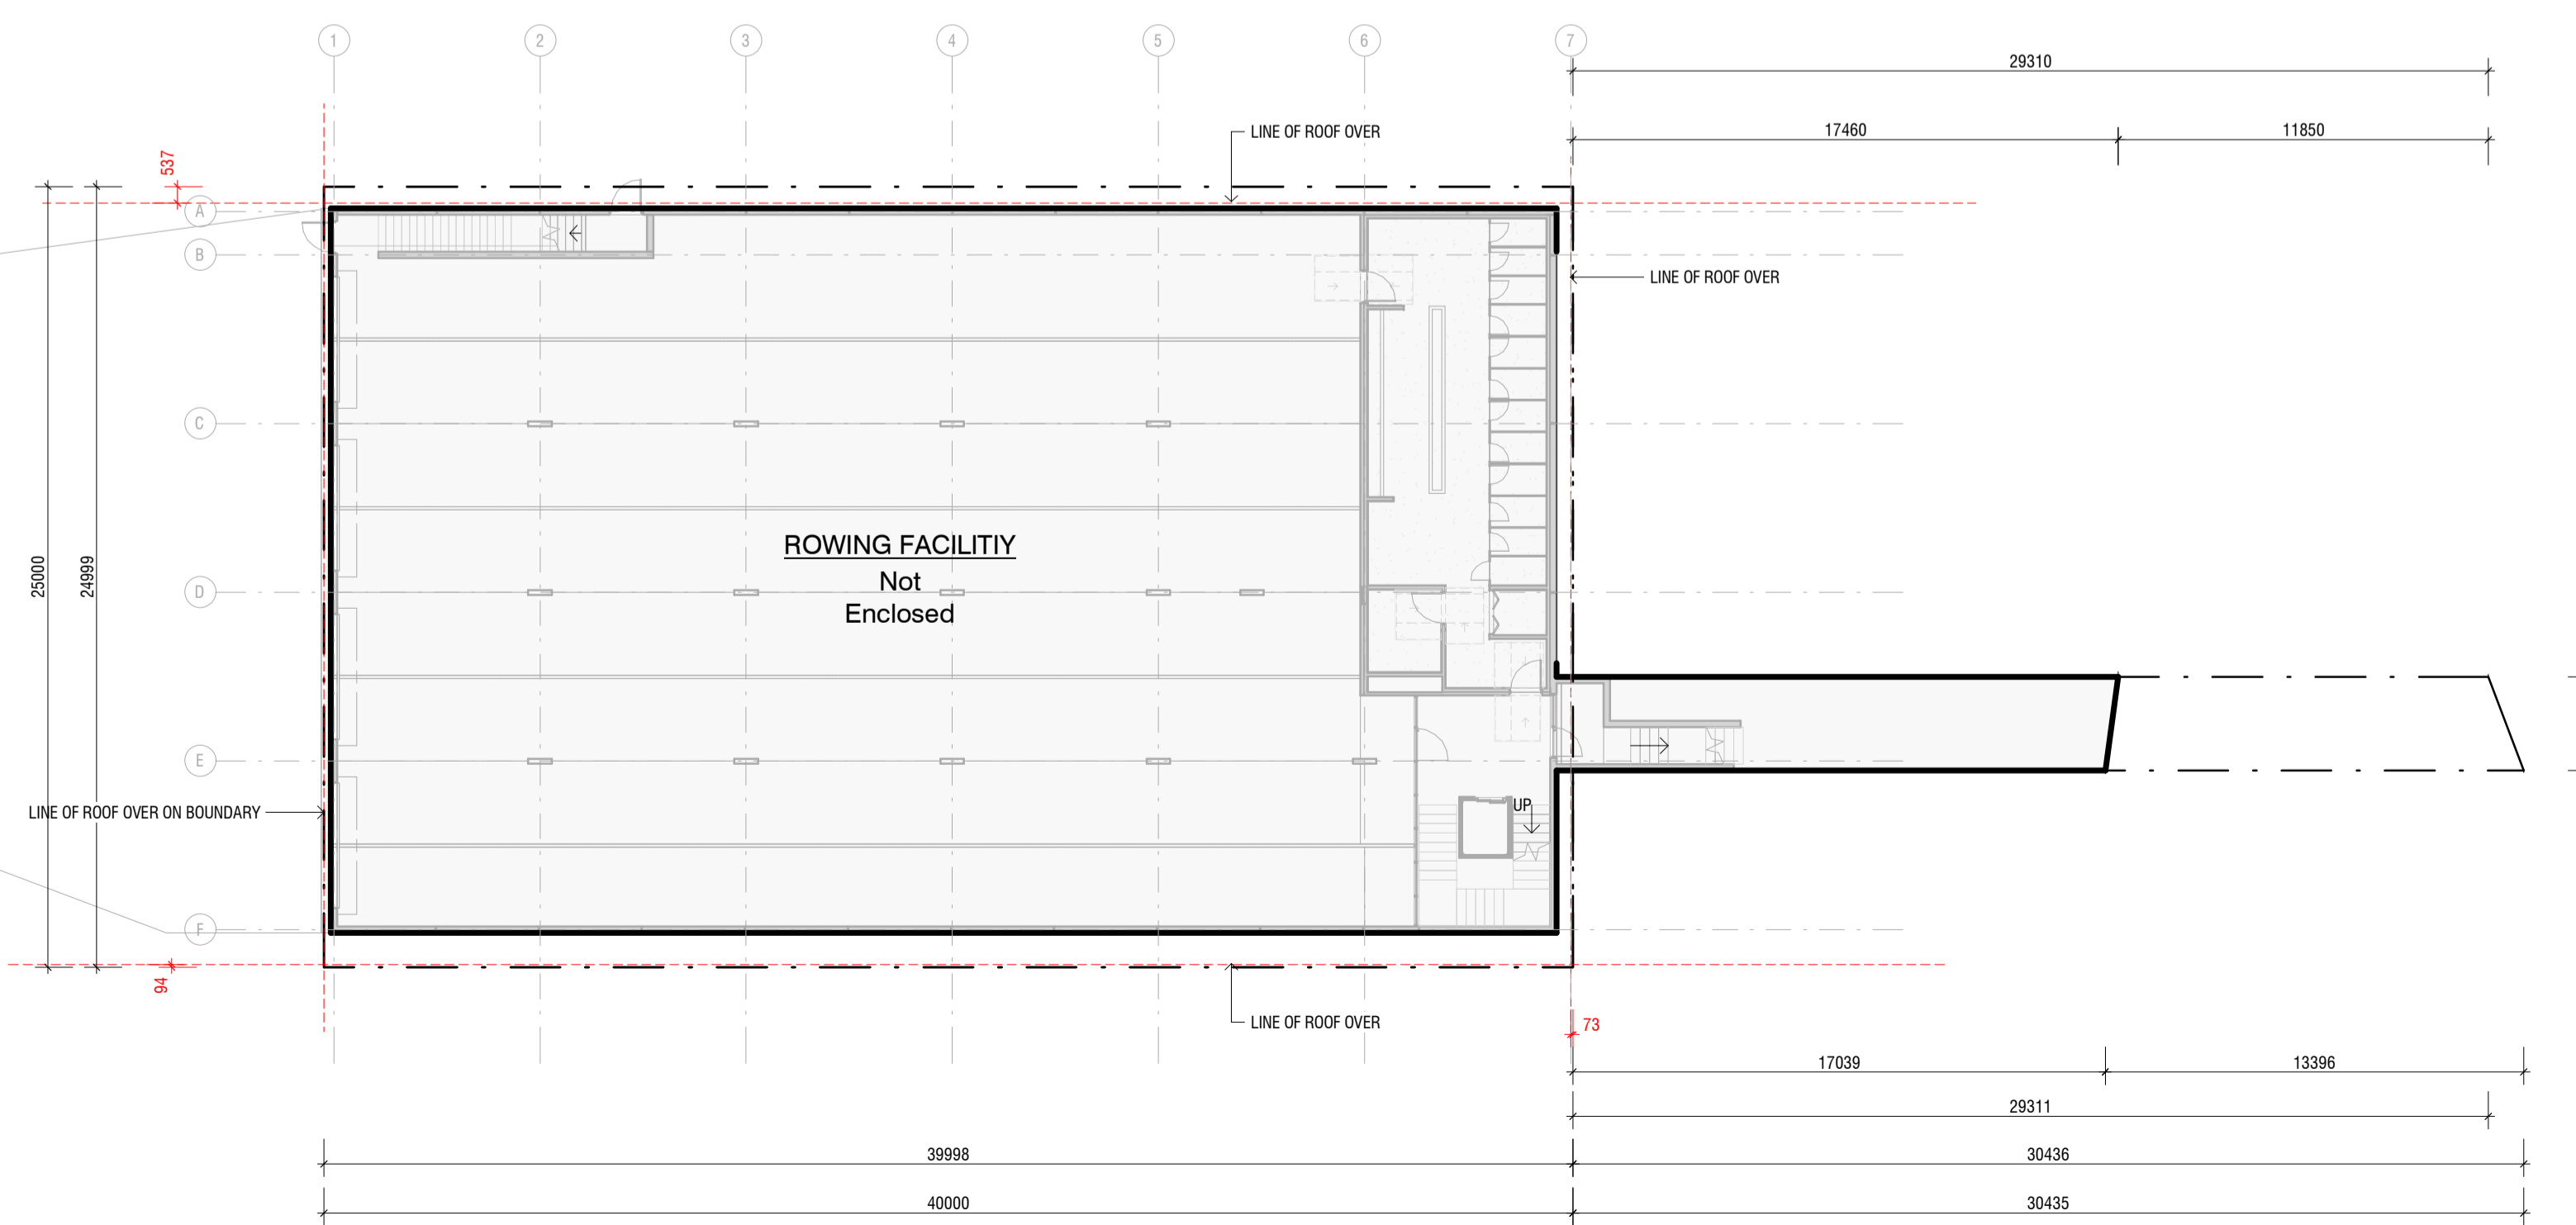 1
2
3
4
5
6
7
29310
17460
11850
LINE OF ROOF OVER
537
A
B
LINE OF ROOF OVER
C
ROWING FACILITIY
Not
Enclosed
25000
24999
D
E
LINE OF ROOF OVER ON BOUNDARY
UP
F
94
LINE OF ROOF OVER
73
17039
13396
29311
39998
30436
40000
30435